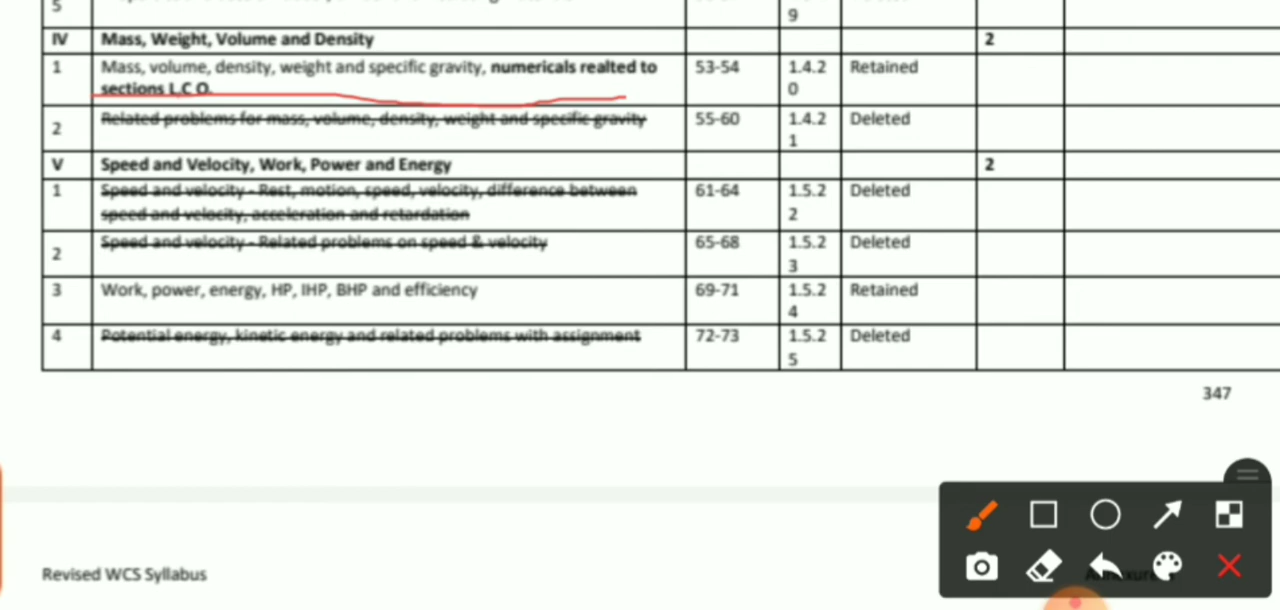 5
9
IV Mass, Weight, Volume and Density 2
1 Mass, volume, density, weight and specific gravity, numericals realted to 53-54 1.4.2 Retained
sections L,C O. 0
2 Related problems for mass, volume, density, weight and specific gravity 55-60 1.4.2 Deleted
1
V Speed and Velocity, Work, Power and Energy 2
1 Speed and velocity - Rest, motion, speed, velocity, difference between 61-64 1.5.2 Deleted
speed and velocity, acceleration and retardation 2
2 Speed and velocity - Related problems on speed & velocity 65-68 1.5.2 Deleted
3
3 Work, power, energy, HP, IHP, BHP and efficiency 69-71 1.5.2 Retained
4
4 Potential energy, kinetic energy and related problems with assignment 72-73 1.5.2 Deleted
5
347
Revised WCS Syllabus